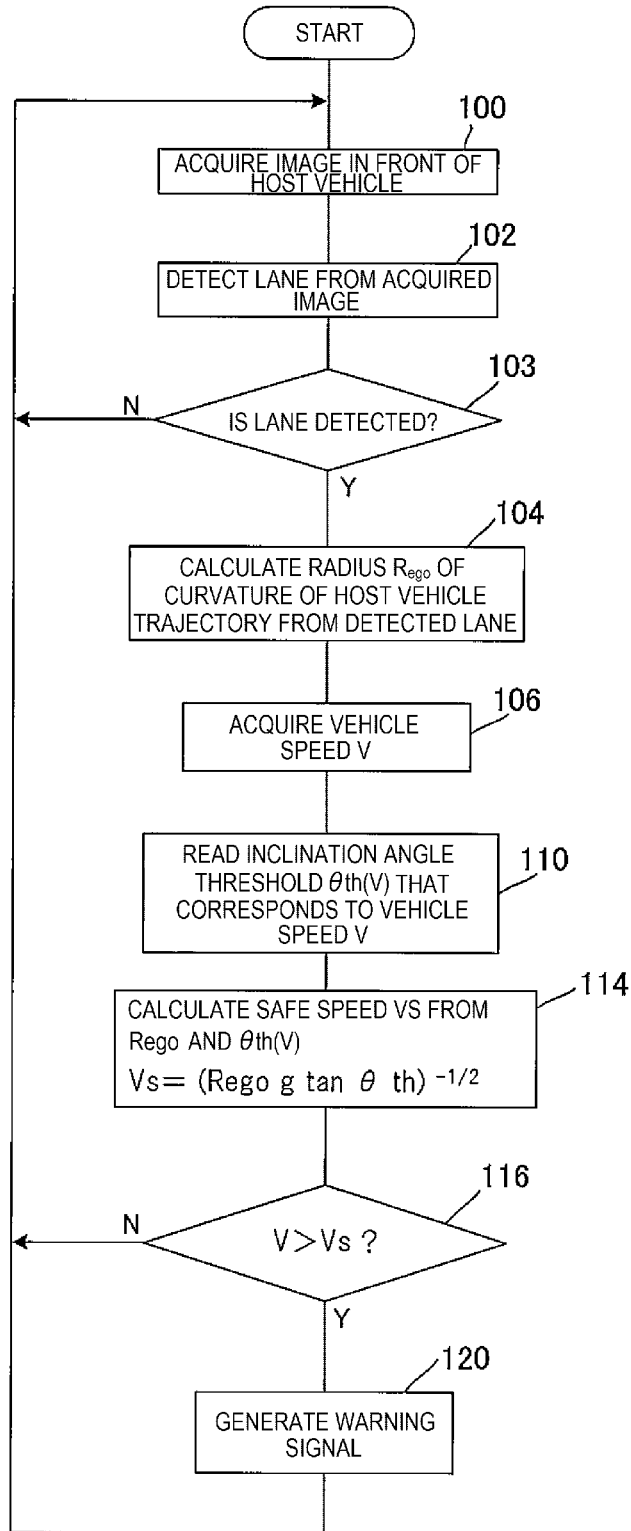 START
100
ACQUIRE IMAGE IN FRONT OF
HOST VEHICLE
102
DETECT LANE FROM ACQUIRED
IMAGE
103
N
IS LANE DETECTED?
Y
104
CALCULATE RADIUS Rego OF
CURVATURE OF HOST VEHICLE
TRAJECTORY FROM DETECTED LANE
106
ACQUIRE VEHICLE
SPEED V
110
READ INCLINATION ANGLE
THRESHOLD θth(V) THAT
CORRESPONDS TO VEHICLE
SPEED V
114
CALCULATE SAFE SPEED VS FROM
Rego AND θth(V)
Vs= (Rego g tan θ th) -1/2
116
N
V>Vs ?
Y
120
GENERATE WARNING
SIGNAL